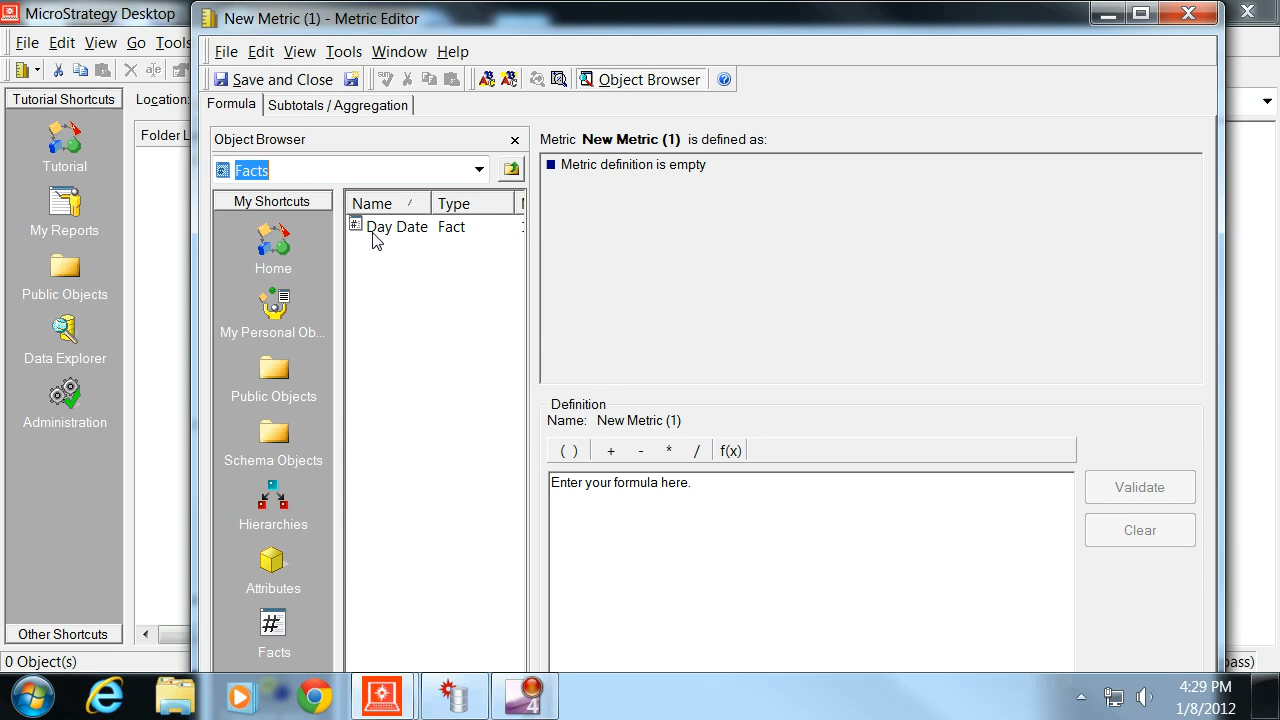 MicroStrategy Desktop
File Edit View Go Tools
Tutorial Shortcuts
Location:
Folder L
Tutorial
My Reports
Public Objects
Data Explorer
Administration
Other Shortcuts
0 Object(s)
New Metric (1) - Metric Editor
File Edit View Tools Window Help
Save and Close
Object Browser
Formula
Subtotals / Aggregation
Object Browser
Facts
My Shortcuts
Home
My Personal Ob...
Public Objects
Schema Objects
Hierarchies
Attributes
Facts
Name Type
Day Date Fact
Metric New Metric (1) is defined as:
Metric definition is empty
Definition
Name: New Metric (1)
( ) + - * / f(x)
Enter your formula here.
Validate
Clear
4:29 PM
1/8/2012